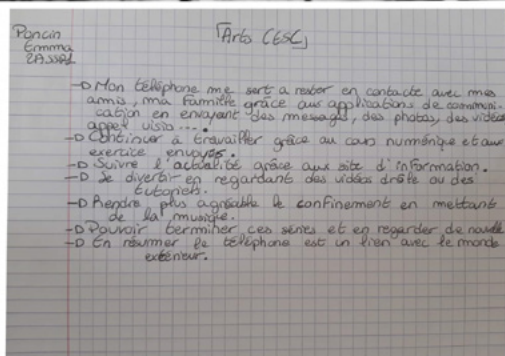 Poncin
Emma
2ASSP1
Arts (ESC)
→ Mon téléphone me sert a rester en contacte avec mes
amis, ma famille grâce aux applications de communi-
cation en envoyant des messages, des photos, des vidéos
appel visio....
→ Continuer à travailler grâce au cours numérique et aux
exercice envoyés.
→ Suivre l'actualité grâce aux site d'information.
→ Se divertir en regardant des vidéos drôle ou des
tutoriels.
→ Rendre plus agréable le confinement en mettant
de la musique.
→ Pouvoir terminer ces séries et en regarder de nouvelle
→ En résumer le téléphone est un lien avec le monde
extérieur.